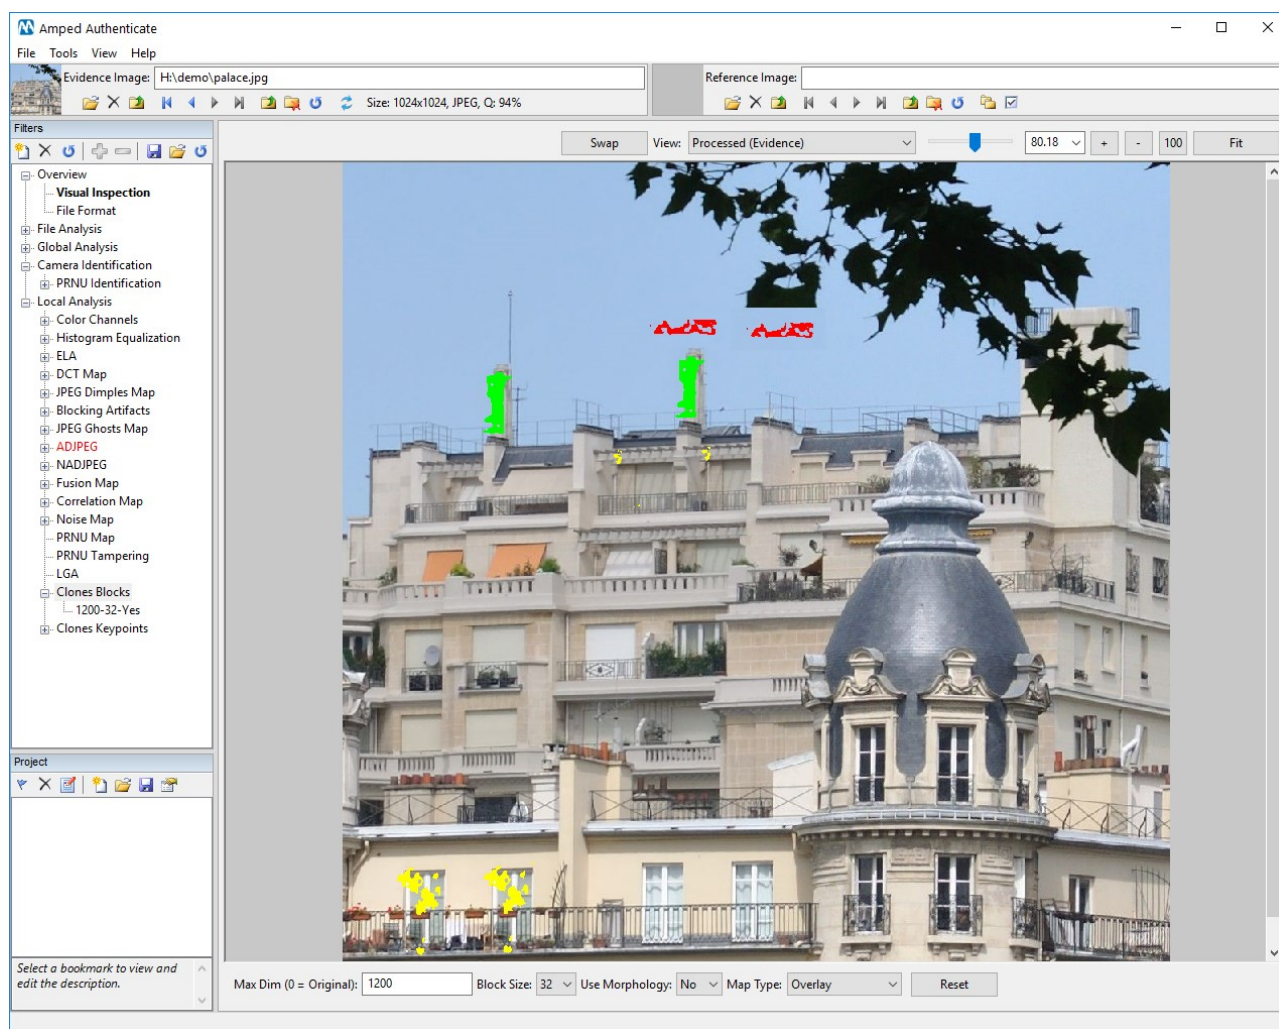 Amped Authenticate
File Tools View Help
Evidence Image: H:\demo\palace.jpg
Reference Image:
Size: 1024x1024, JPEG, Q: 94%
Filters
Swap View: Processed (Evidence) 80.18 + - 100 Fit
Overview
Visual Inspection
File Format
File Analysis
Global Analysis
Camera Identification
PRNU Identification
Local Analysis
Color Channels
Histogram Equalization
ELA
DCT Map
JPEG Dimples Map
Blocking Artifacts
JPEG Ghosts Map
ADJPEG
NADJPEG
Fusion Map
Correlation Map
Noise Map
PRNU Map
PRNU Tampering
LGA
Clones Blocks
1200-32-Yes
Clones Keypoints
Project
Select a bookmark to view and
edit the description.
Max Dim (0 = Original): 1200 Block Size: 32 Use Morphology: No Map Type: Overlay Reset